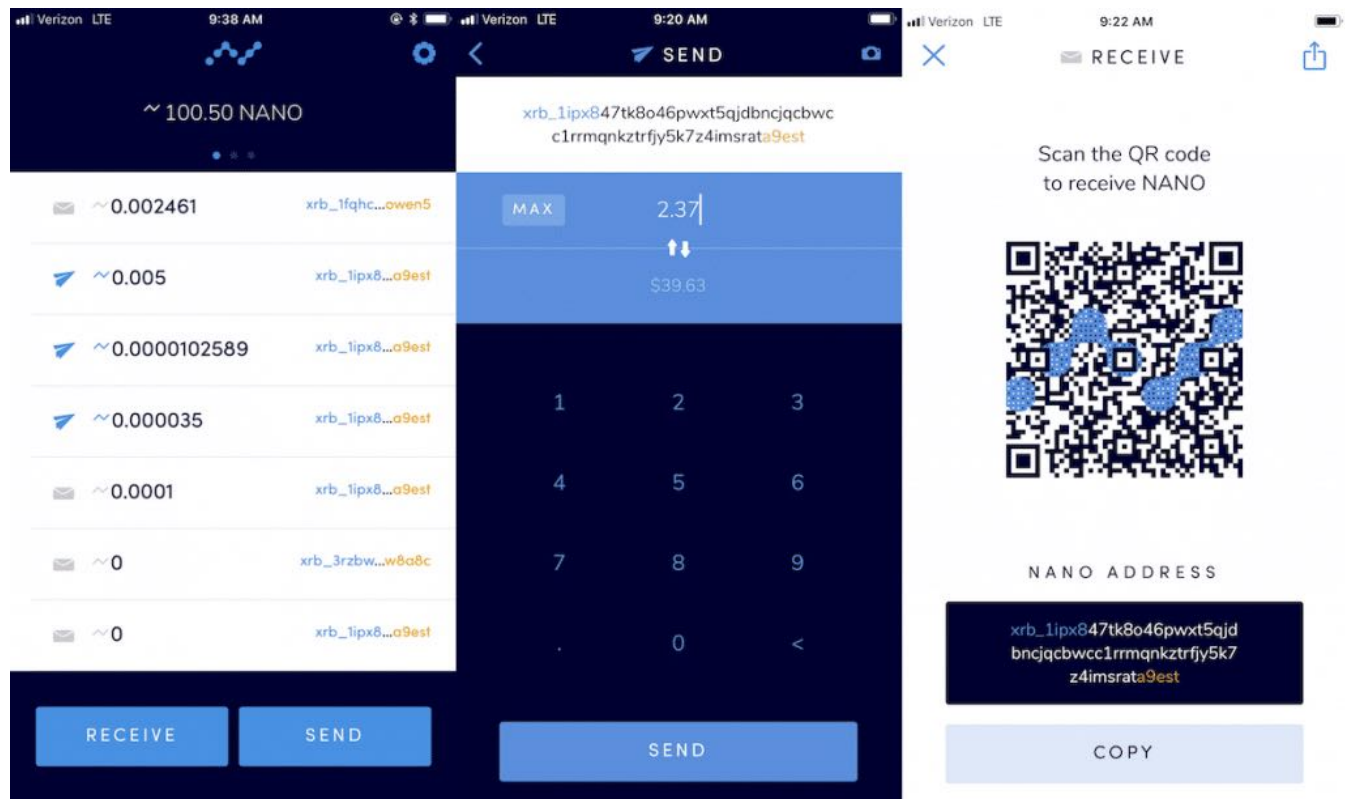 Verizon LTE 9:38 AM
~ 100.50 NANO
~0.002461 xrb_1fqhc...owen5
~0.005 xrb_1ipx8...a9est
~0.0000102589 xrb_1ipx8...a9est
~0.000035 xrb_1ipx8...a9est
~0.0001 xrb_1ipx8...a9est
~0 xrb_3rzbw...w8a8c
~0 xrb_1ipx8...a9est
RECEIVE SEND
Verizon LTE 9:20 AM
SEND
xrb_1ipx847tk8o46pwxt5qjdbncjqcbwc
c1rrmqnkztrfjy5k7z4imsrata9est
MAX 2.37
$39.63
1 2 3
4 5 6
7 8 9
. 0 <
SEND
Verizon LTE 9:22 AM
RECEIVE
Scan the QR code
to receive NANO
NANO ADDRESS
xrb_1ipx847tk8o46pwxt5qjd
bncjqcbwcc1rrmqnkztrfjy5k7
z4imsrata9est
COPY